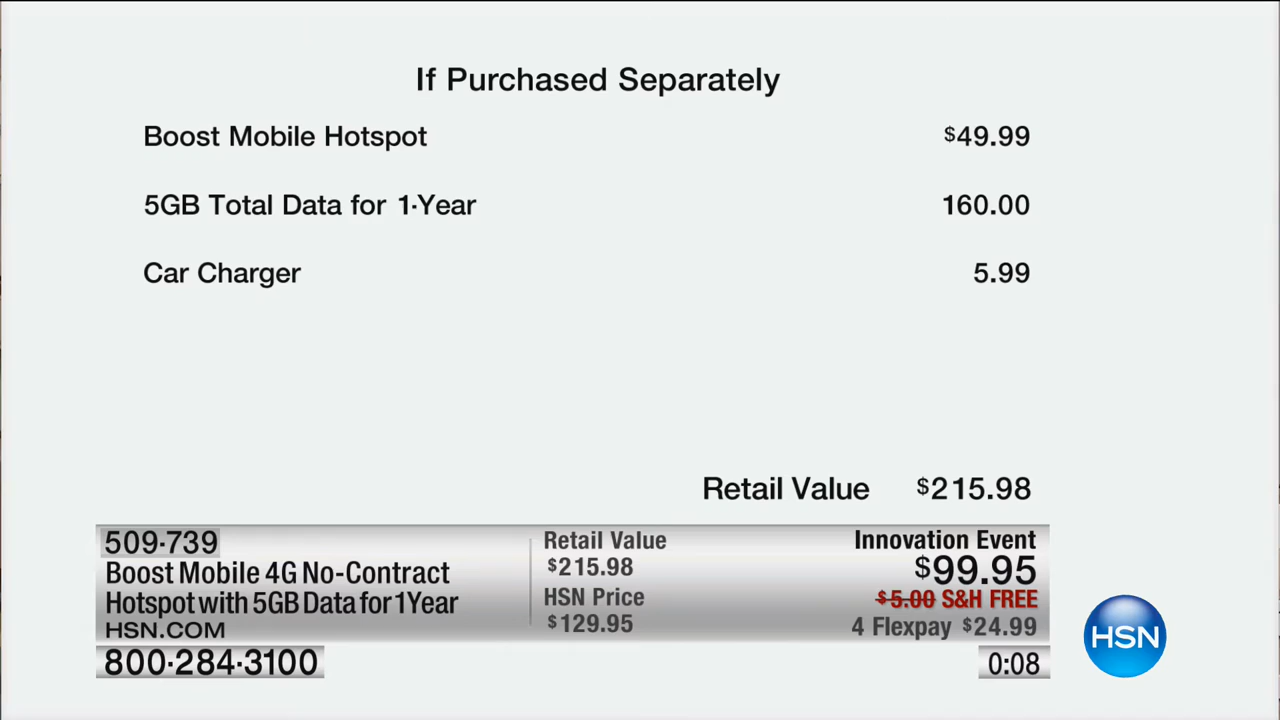 If Purchased Separately
Boost Mobile Hotspot $49.99
5GB Total Data for 1-Year 160.00
Car Charger 5.99
Retail Value $215.98
509·739
Boost Mobile 4G No-Contract
Hotspot with 5GB Data for 1 Year
HSN.COM
800·284·3100
Retail Value
$215.98
HSN Price
$129.95
Innovation Event
$99.95
$5.00 S&H FREE
4 Flexpay $24.99
0:08
HSN